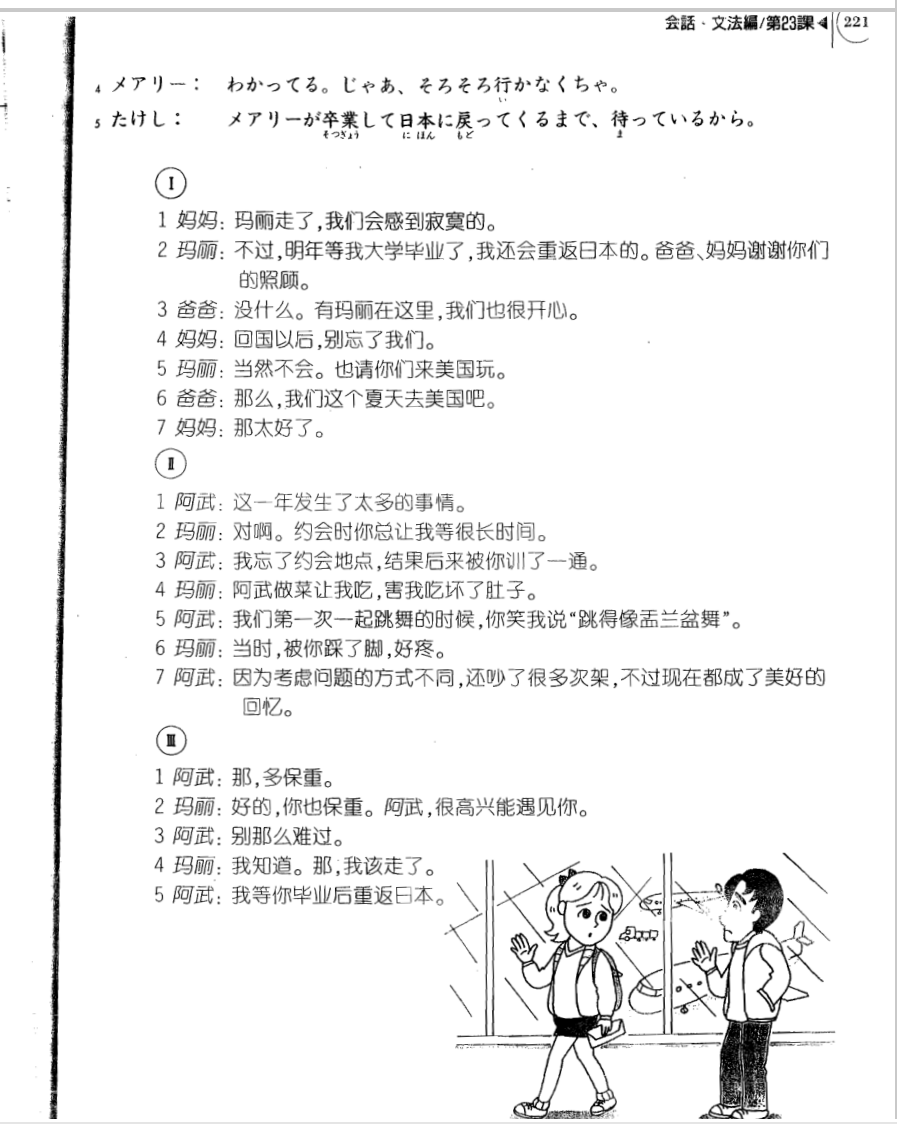 会話・文法編/第23課◀ 221
4 メアリー： わかってる。じゃあ、そろそろ行かなくちゃ。
い
5 たけし： メアリーが卒業して日本に戻ってくるまで、待っているから。
そつぎょう にほん もど ま
Ⅰ
1 妈妈: 玛丽走了,我们会感到寂寞的。
2 玛丽: 不过,明年等我大学毕业了,我还会重返日本的。爸爸、妈妈谢谢你们
的照顾。
3 爸爸: 没什么。有玛丽在这里,我们也很开心。
4 妈妈: 回国以后,别忘了我们。
5 玛丽: 当然不会。也请你们来美国玩。
6 爸爸: 那么,我们这个夏天去美国吧。
7 妈妈: 那太好了。
Ⅱ
1 阿武: 这一年发生了太多的事情。
2 玛丽: 对啊。约会时你总让我等很长时间。
3 阿武: 我忘了约会地点,结果后来被你训了一通。
4 玛丽: 阿武做菜让我吃,害我吃坏了肚子。
5 阿武: 我们第一次一起跳舞的时候,你笑我说“跳得像盂兰盆舞”。
6 玛丽: 当时,被你踩了脚,好疼。
7 阿武: 因为考虑问题的方式不同,还吵了很多次架,不过现在都成了美好的
回忆。
Ⅲ
1 阿武: 那,多保重。
2 玛丽: 好的,你也保重。阿武,很高兴能遇见你。
3 阿武: 别那么难过。
4 玛丽: 我知道。那,我该走了。
5 阿武: 我等你毕业后重返日本。